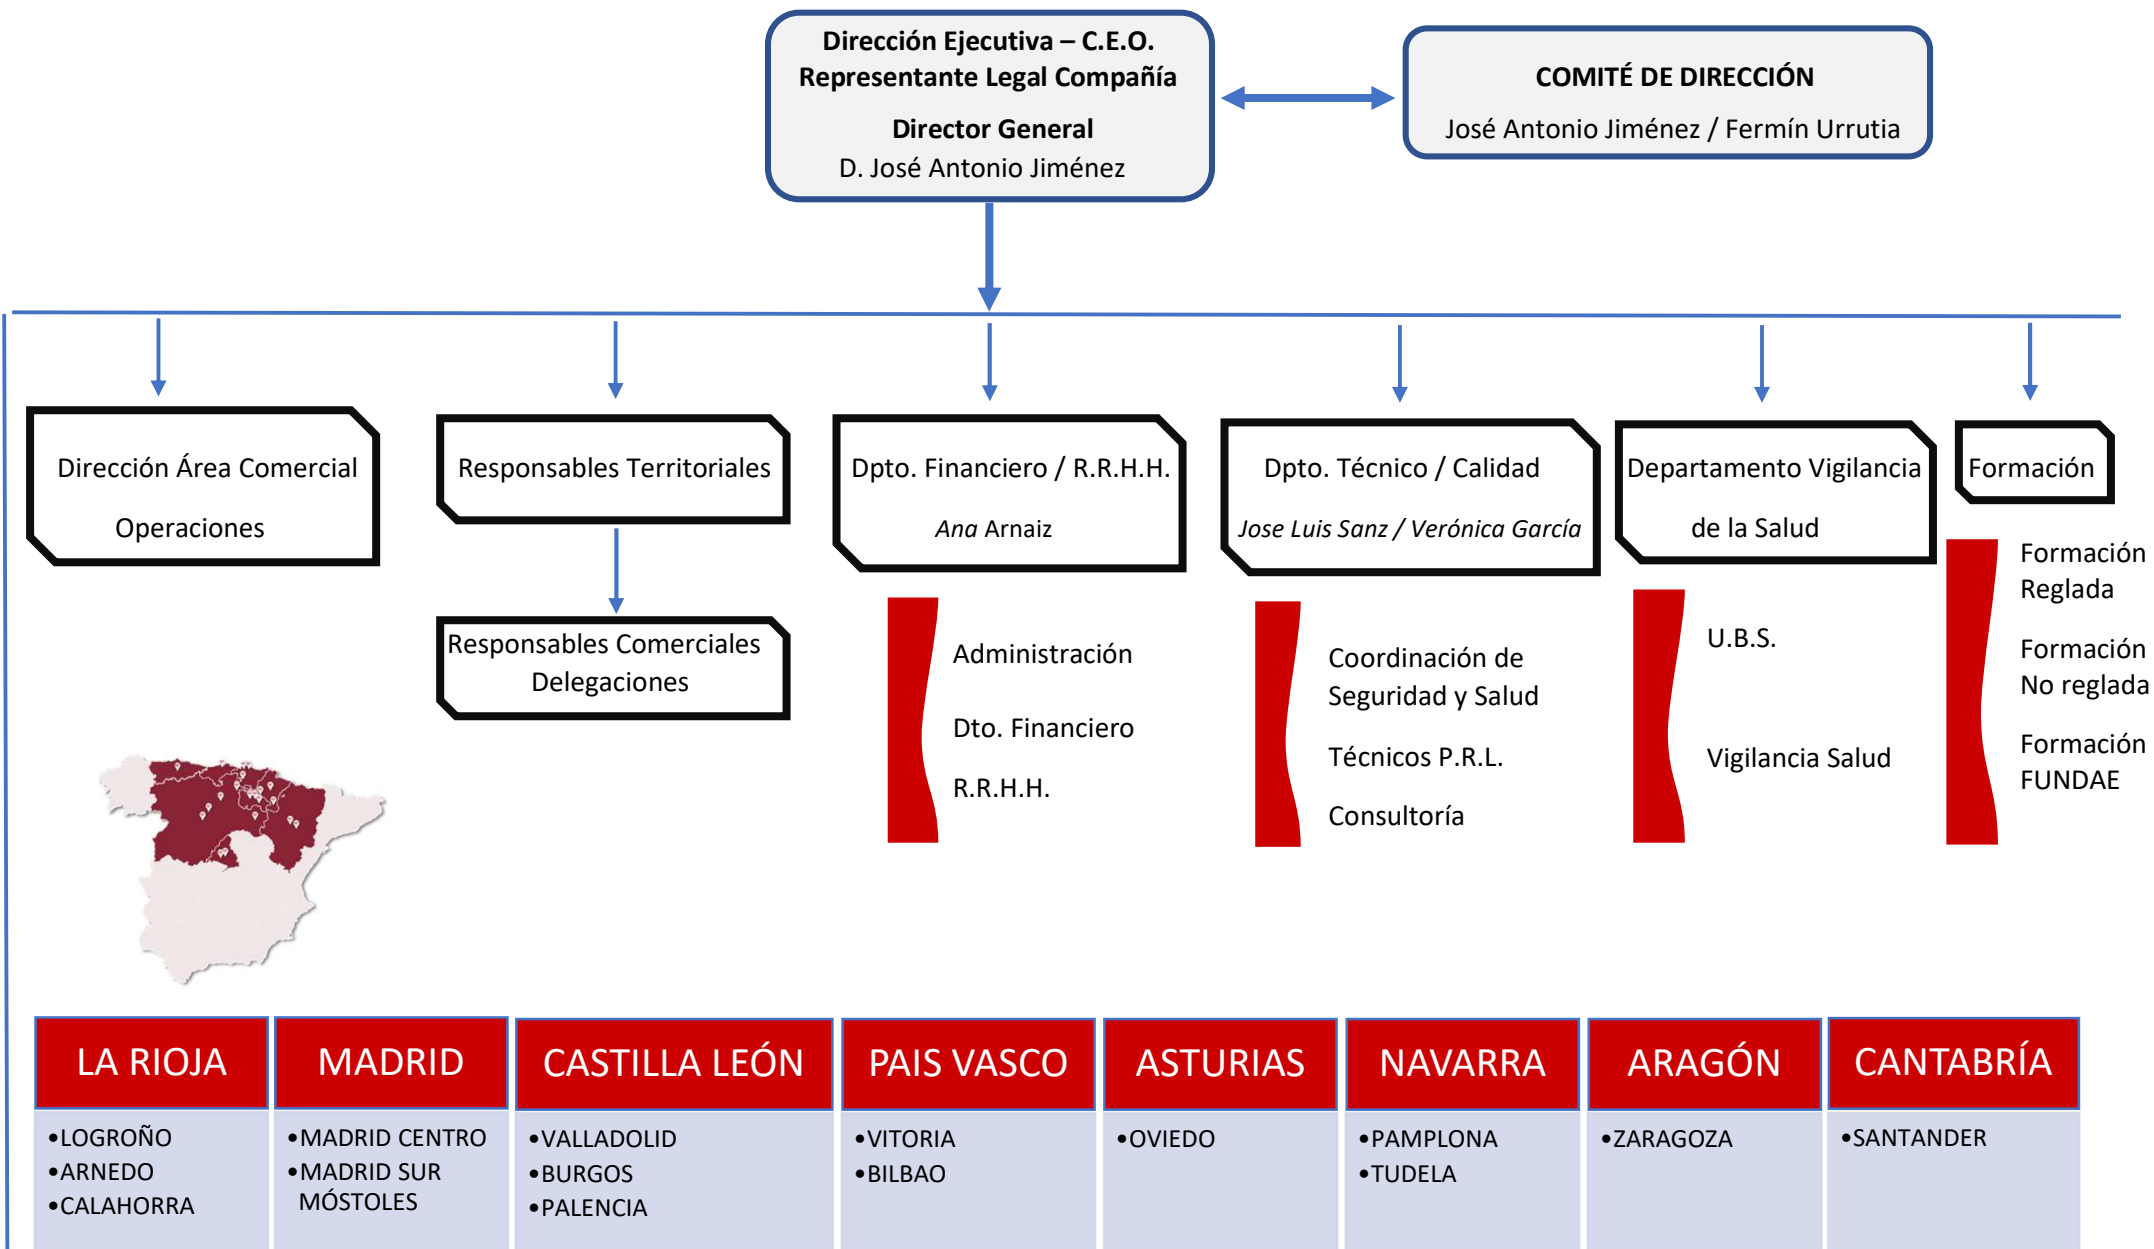 Dirección Ejecutiva – C.E.O.
Representante Legal Compañía
Director General
D. José Antonio Jiménez
COMITÉ DE DIRECCIÓN
José Antonio Jiménez / Fermín Urrutia
Dirección Área Comercial
Operaciones
Responsables Territoriales
Responsables Comerciales
Delegaciones
Dpto. Financiero / R.R.H.H.
Ana Arnaiz
Administración
Dto. Financiero
R.R.H.H.
Dpto. Técnico / Calidad
Jose Luis Sanz / Verónica García
Coordinación de
Seguridad y Salud
Técnicos P.R.L.
Consultoría
Departamento Vigilancia
de la Salud
U.B.S.
Vigilancia Salud
Formación
Formación
Reglada
Formación
No reglada
Formación
FUNDAE
LA RIOJA
•LOGROÑO
•ARNEDO
•CALAHORRA
MADRID
•MADRID CENTRO
•MADRID SUR
MÓSTOLES
CASTILLA LEÓN
•VALLADOLID
•BURGOS
•PALENCIA
PAIS VASCO
•VITORIA
•BILBAO
ASTURIAS
•OVIEDO
NAVARRA
•PAMPLONA
•TUDELA
ARAGÓN
•ZARAGOZA
CANTABRÍA
•SANTANDER